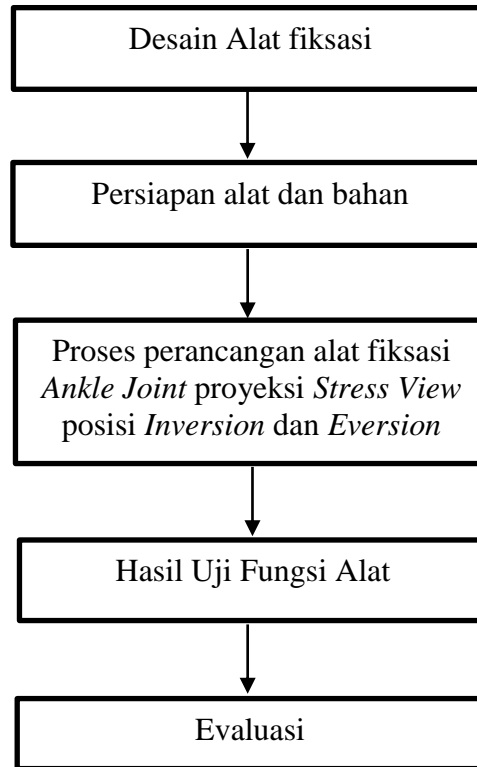 Desain Alat fiksasi
Persiapan alat dan bahan
Proses perancangan alat fiksasi
Ankle Joint proyeksi Stress View
posisi Inversion dan Eversion
Hasil Uji Fungsi Alat
Evaluasi